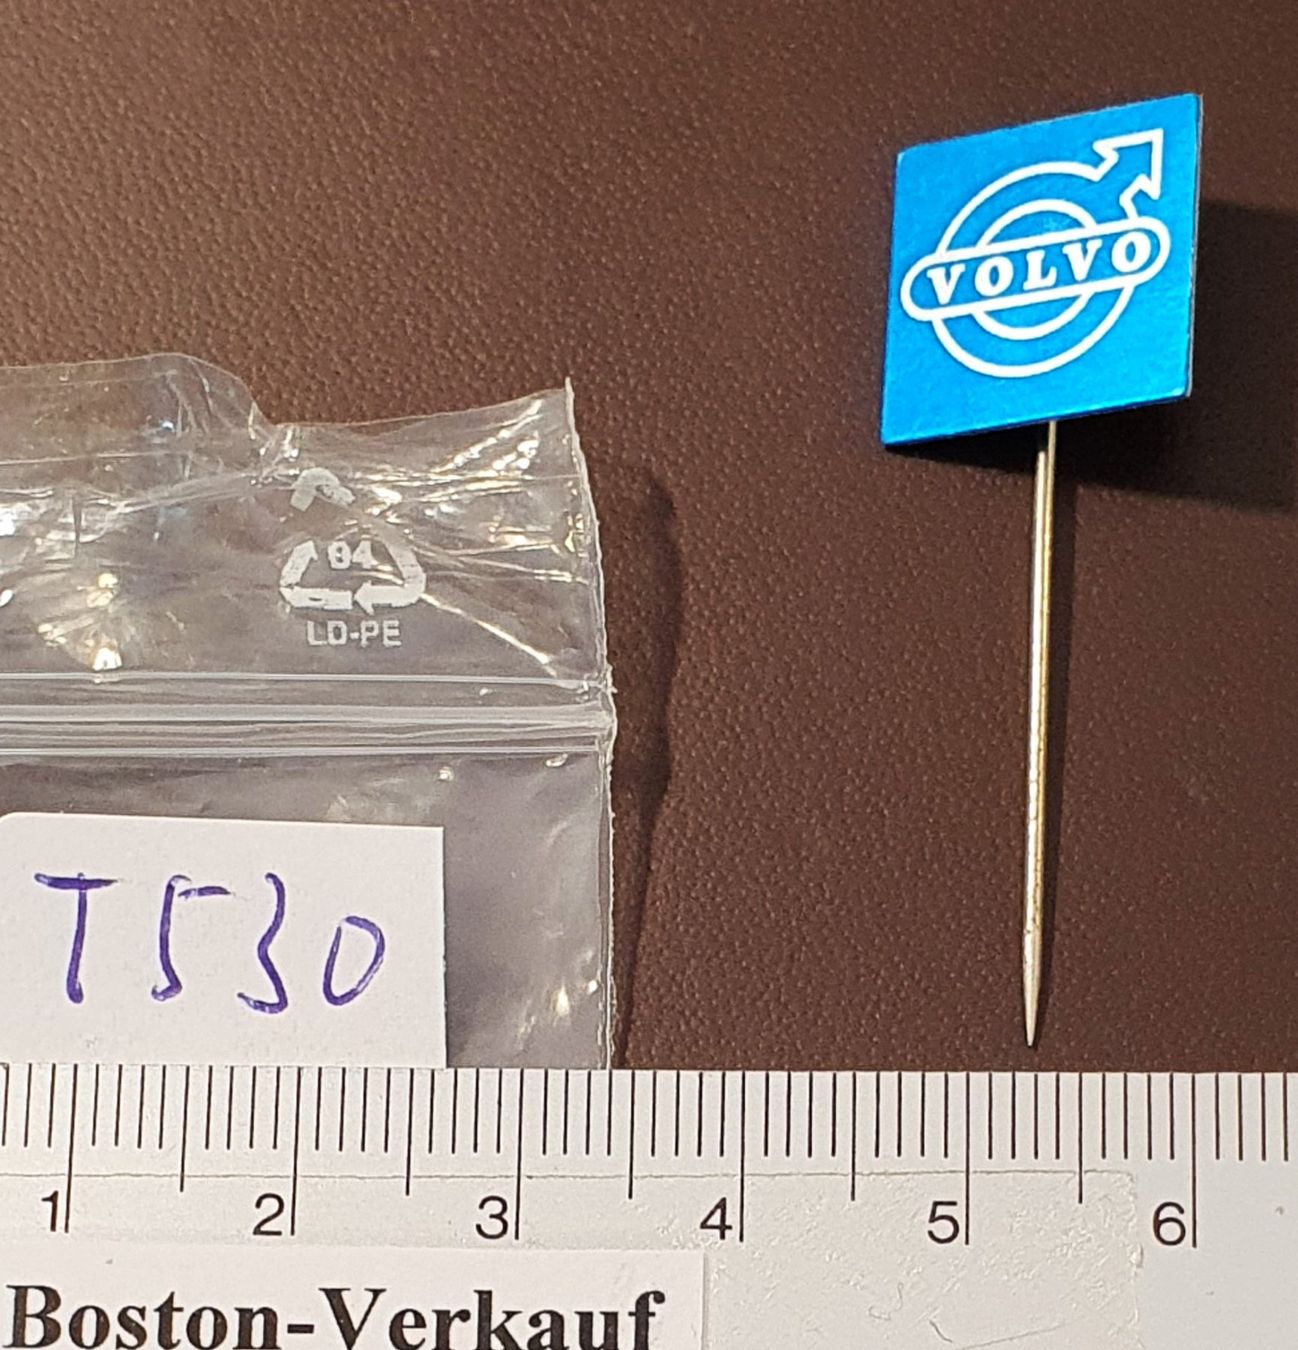 VOLVO
04
LD-PE
T530
1 2 3 4 5 6
Boston-Verkauf